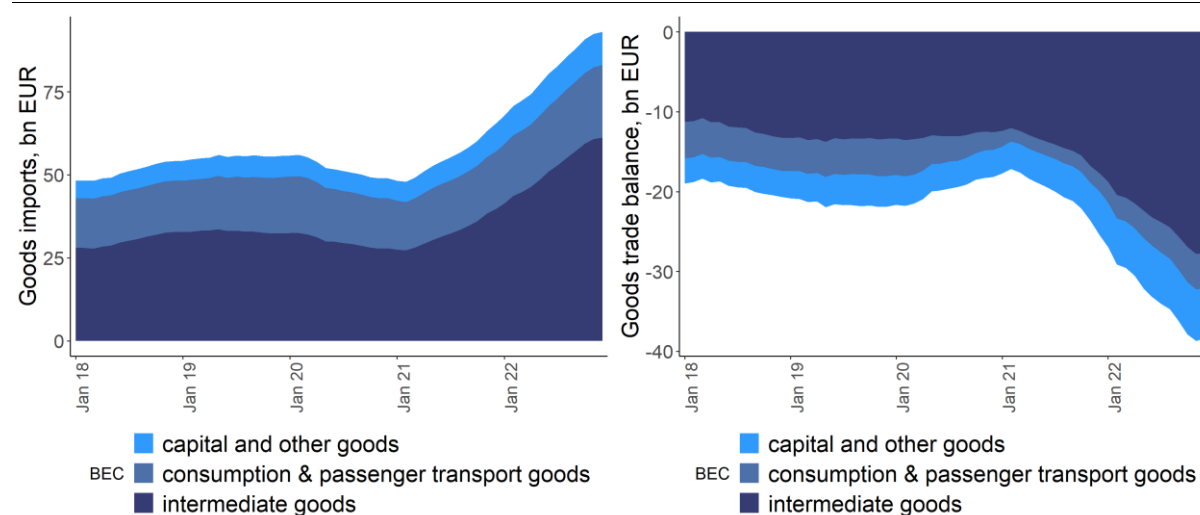 Goods imports, bn EUR
75
50
25
0
Jan 18
Jan 19
Jan 20
Jan 21
Jan 22
BEC
capital and other goods
consumption & passenger transport goods
intermediate goods
Goods trade balance, bn EUR
0
-10
-20
-30
-40
Jan 18
Jan 19
Jan 20
Jan 21
Jan 22
BEC
capital and other goods
consumption & passenger transport goods
intermediate goods